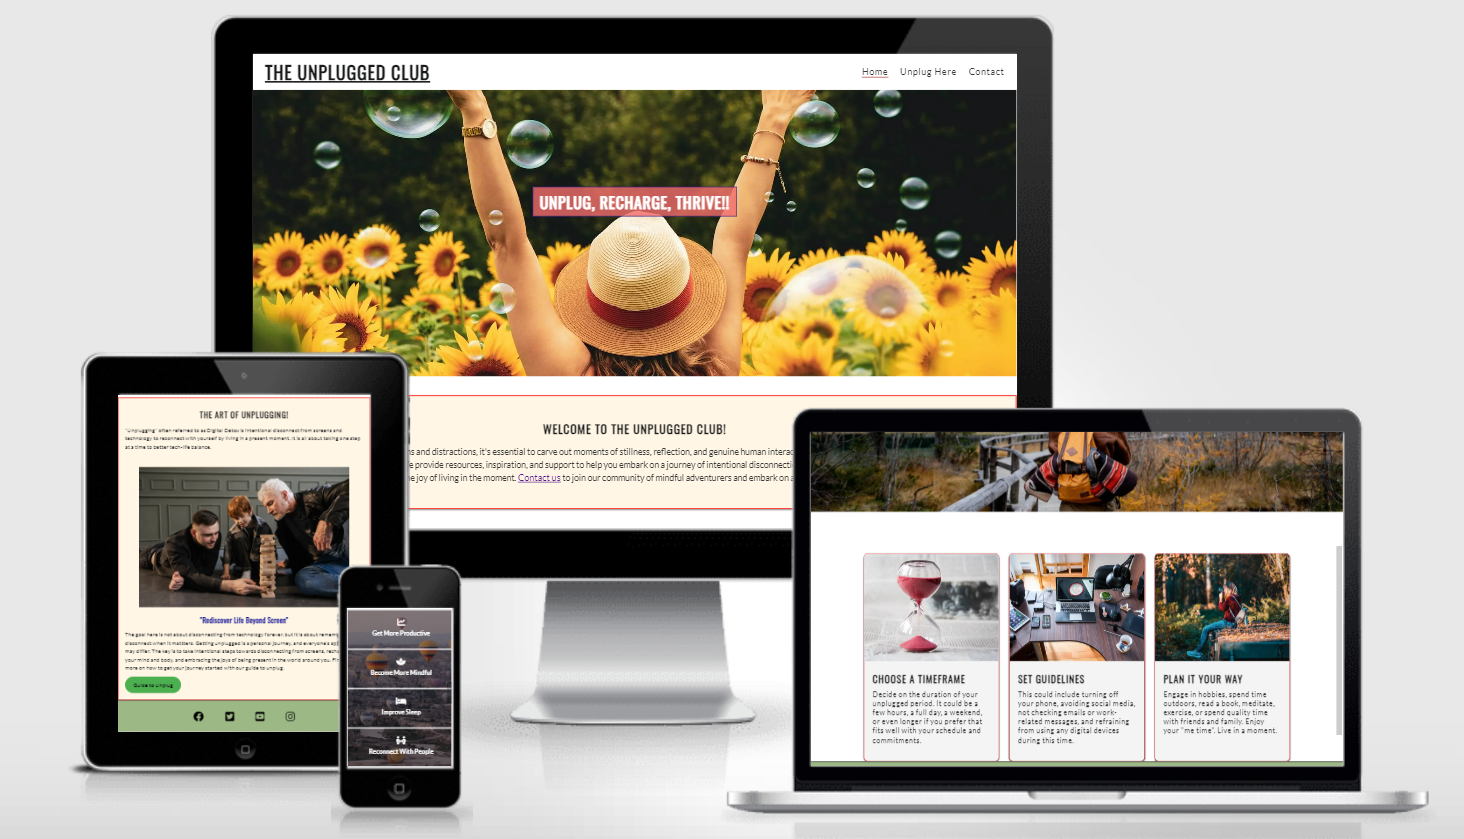 THE UNPLUGGED CLUB
Home Unplug Here Contact
UNPLUG, RECHARGE, THRIVE!!
WELCOME TO THE UNPLUGGED CLUB!
and distractions, it's essential to carve out moments of stillness, reflection, and genuine human
provide resources, inspiration, and support to help you embark on a journey of intentional
joy of living in the moment. Contact us to join our community of mindful adventurers and embark on
THE ART OF UNPLUGGING!
"Unplugging" often referred to as Digital Detox is intentional disconnect from screens and
technology to reconnect with yourself by living in a present moment. It is all about taking one step
at a time to better tech-life balance.
"Rediscover Life Beyond Screen"
The goal here is not about disconnecting from technology forever, but it is about
disconnect when it matters. Getting unplugged is a personal journey, and everyone's
may differ. The key is to take intentional steps towards disconnecting from screens,
your mind and body, and embracing the joys of being present in the world around you.
more on how to get your journey started with our guide to unplug.
Guide to Unplug
Get More Productive
Become More Mindful
Improve Sleep
Reconnect With People
CHOOSE A TIMEFRAME
Decide on the duration of your
unplugged period. It could be a
few hours, a full day, a weekend,
or even longer if you prefer that
fits well with your schedule and
commitments.
SET GUIDELINES
This could include turning off
your phone, avoiding social media,
not checking emails or work-
related messages, and refraining
from using any digital devices
during this time.
PLAN IT YOUR WAY
Engage in hobbies, spend time
outdoors, read a book, meditate,
exercise, or spend quality time
with friends and family. Enjoy
your "me time". Live in a moment.